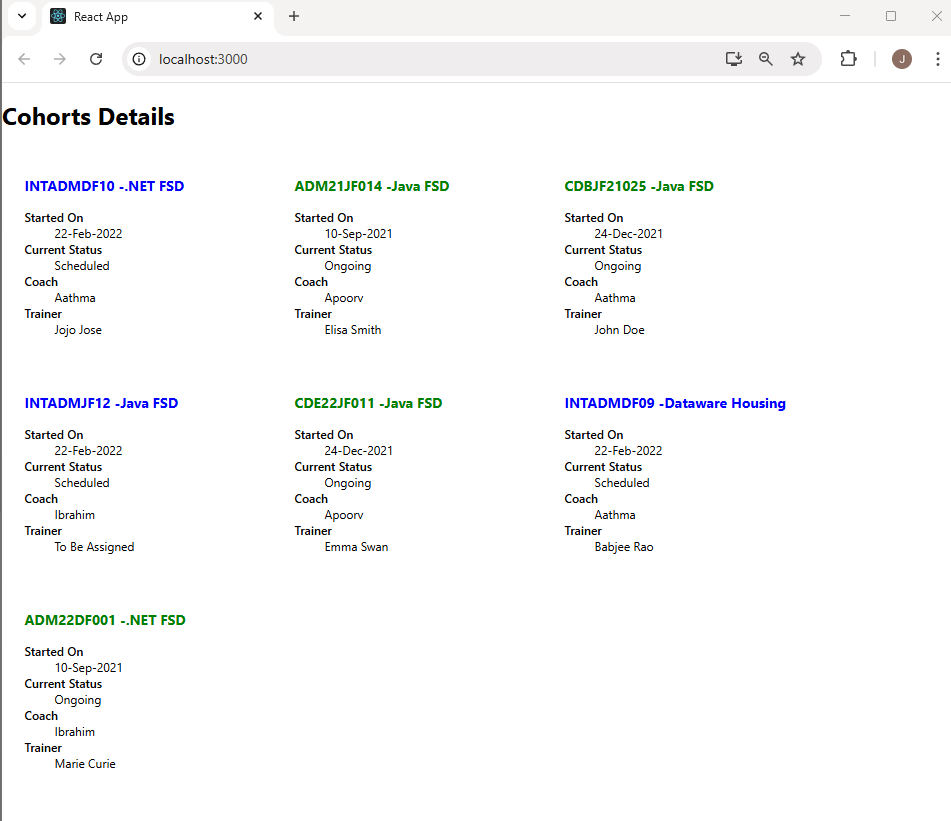 React App
localhost:3000
J
Cohorts Details
INTADMDF10 -.NET FSD
Started On
22-Feb-2022
Current Status
Scheduled
Coach
Aathma
Trainer
Jojo Jose
ADM21JF014 -Java FSD
Started On
10-Sep-2021
Current Status
Ongoing
Coach
Apoorv
Trainer
Elisa Smith
CDBJF21025 -Java FSD
Started On
24-Dec-2021
Current Status
Ongoing
Coach
Aathma
Trainer
John Doe
INTADMJF12 -Java FSD
Started On
22-Feb-2022
Current Status
Scheduled
Coach
Ibrahim
Trainer
To Be Assigned
CDE22JF011 -Java FSD
Started On
24-Dec-2021
Current Status
Ongoing
Coach
Apoorv
Trainer
Emma Swan
INTADMDF09 -Dataware Housing
Started On
22-Feb-2022
Current Status
Scheduled
Coach
Aathma
Trainer
Babjee Rao
ADM22DF001 -.NET FSD
Started On
10-Sep-2021
Current Status
Ongoing
Coach
Ibrahim
Trainer
Marie Curie